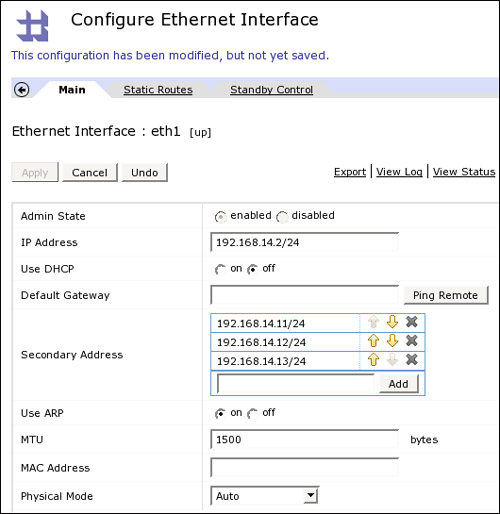 Configure Ethernet Interface
This configuration has been modified, but not yet saved.
Main Static Routes Standby Control
Ethernet Interface : eth1 [up]
Apply Cancel Undo Export | View Log | View Status
Admin State enabled disabled
IP Address 192.168.14.2/24
Use DHCP on off
Default Gateway Ping Remote
192.168.14.11/24
192.168.14.12/24
Secondary Address 192.168.14.13/24
Add
Use ARP on off
MTU 1500 bytes
MAC Address
Physical Mode Auto